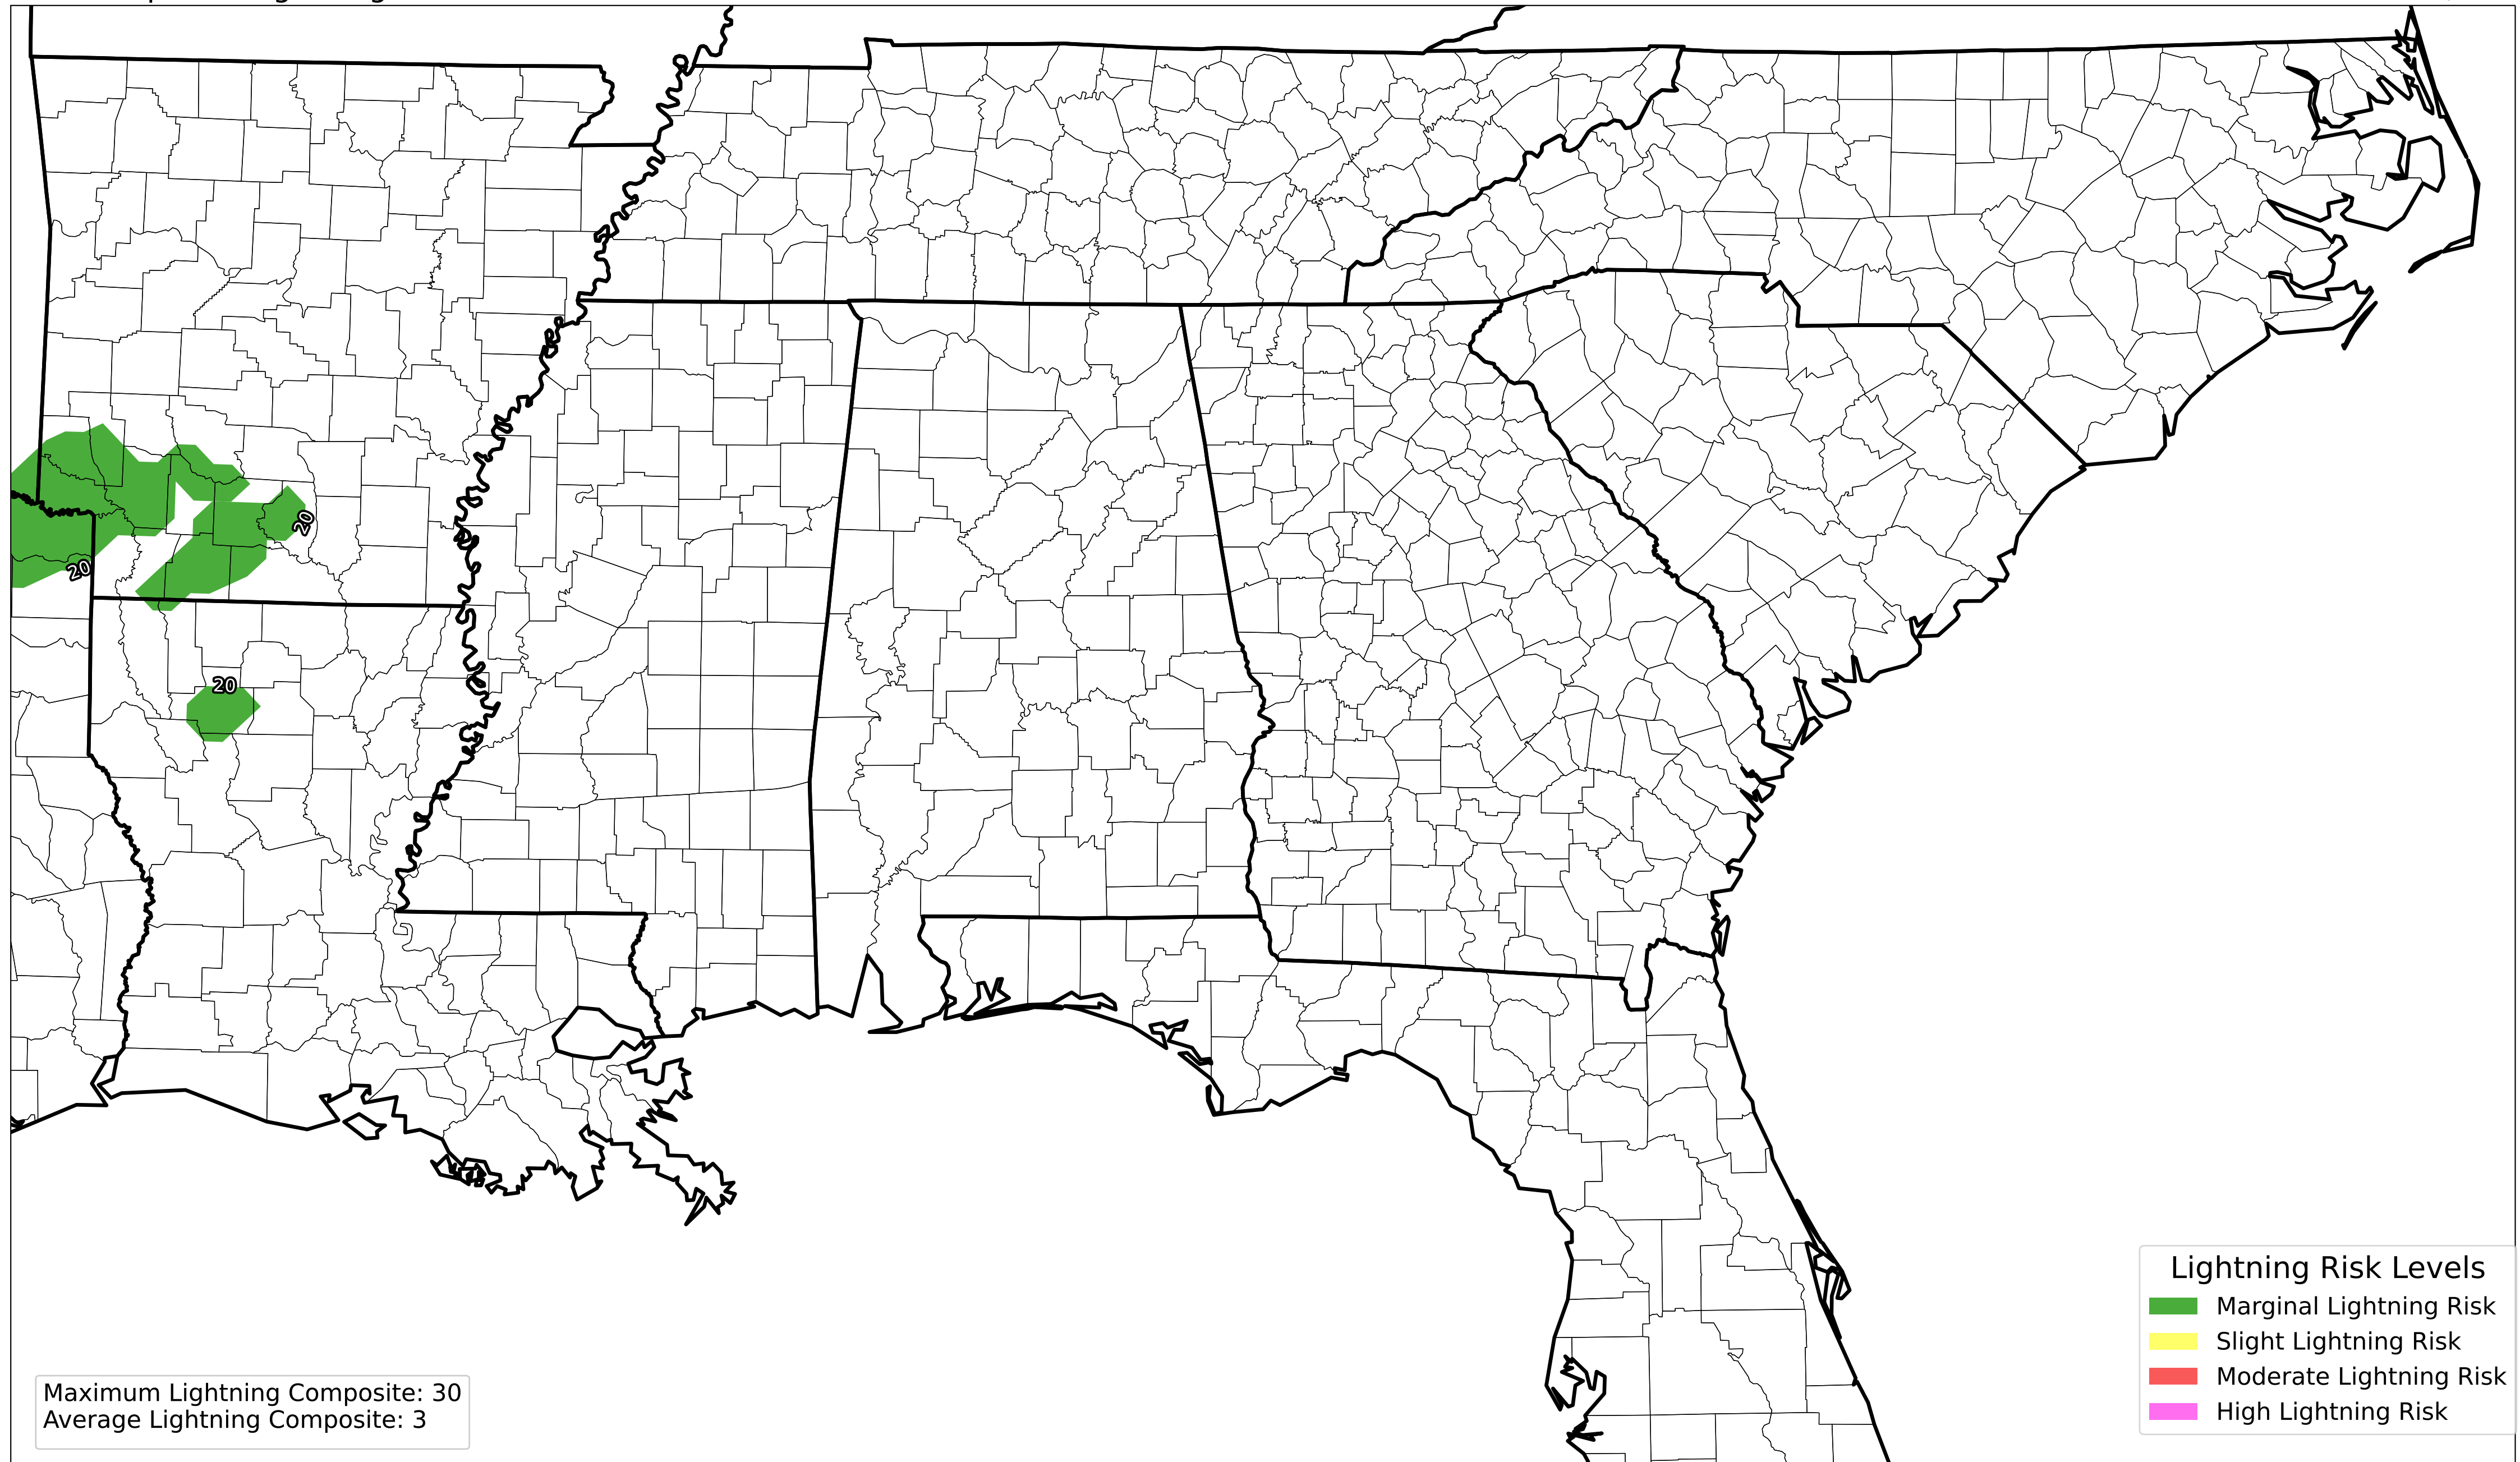 20
20
20
Lightning Risk Levels
Marginal Lightning Risk
Slight Lightning Risk
Moderate Lightning Risk
High Lightning Risk
Maximum Lightning Composite: 30
Average Lightning Composite: 3